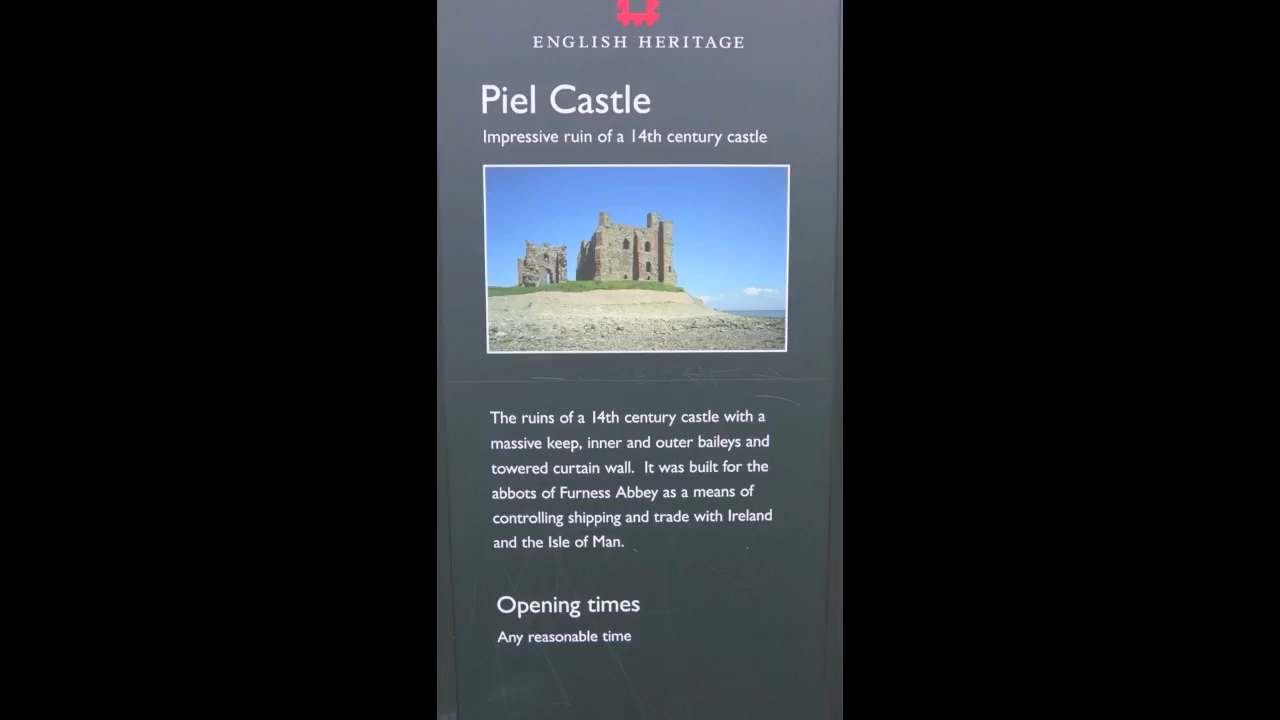 ENGLISH HERITAGE
Piel Castle
Impressive ruin of a 14th century castle
The ruins of a 14th century castle with a
massive keep, inner and outer baileys and
towered curtain wall. It was built for the
abbots of Furness Abbey as a means of
controlling shipping and trade with Ireland
and the Isle of Man.
Opening times
Any reasonable time